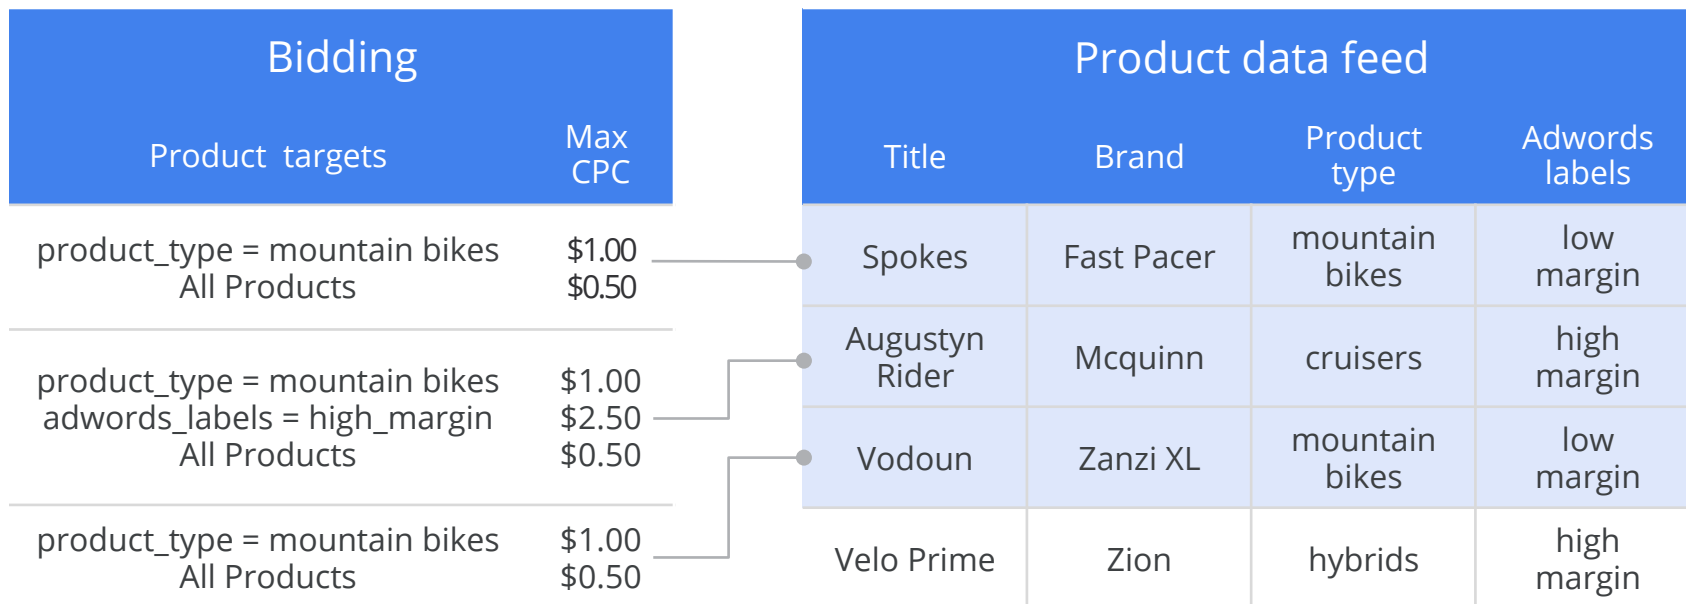 Bidding
Product targets
Max
CPC
product_type = mountain bikes $1.00
All Products $0.50
product_type = mountain bikes $1.00
adwords_labels = high_margin $2.50
All Products $0.50
product_type = mountain bikes $1.00
All Products $0.50
Product data feed
Title
Brand
Product
type
Adwords
labels
Spokes
Fast Pacer
mountain
bikes
low
margin
Augustyn
Rider
Mcquinn
cruisers
high
margin
Vodoun
Zanzi XL
mountain
bikes
low
margin
Velo Prime
Zion
hybrids
high
margin